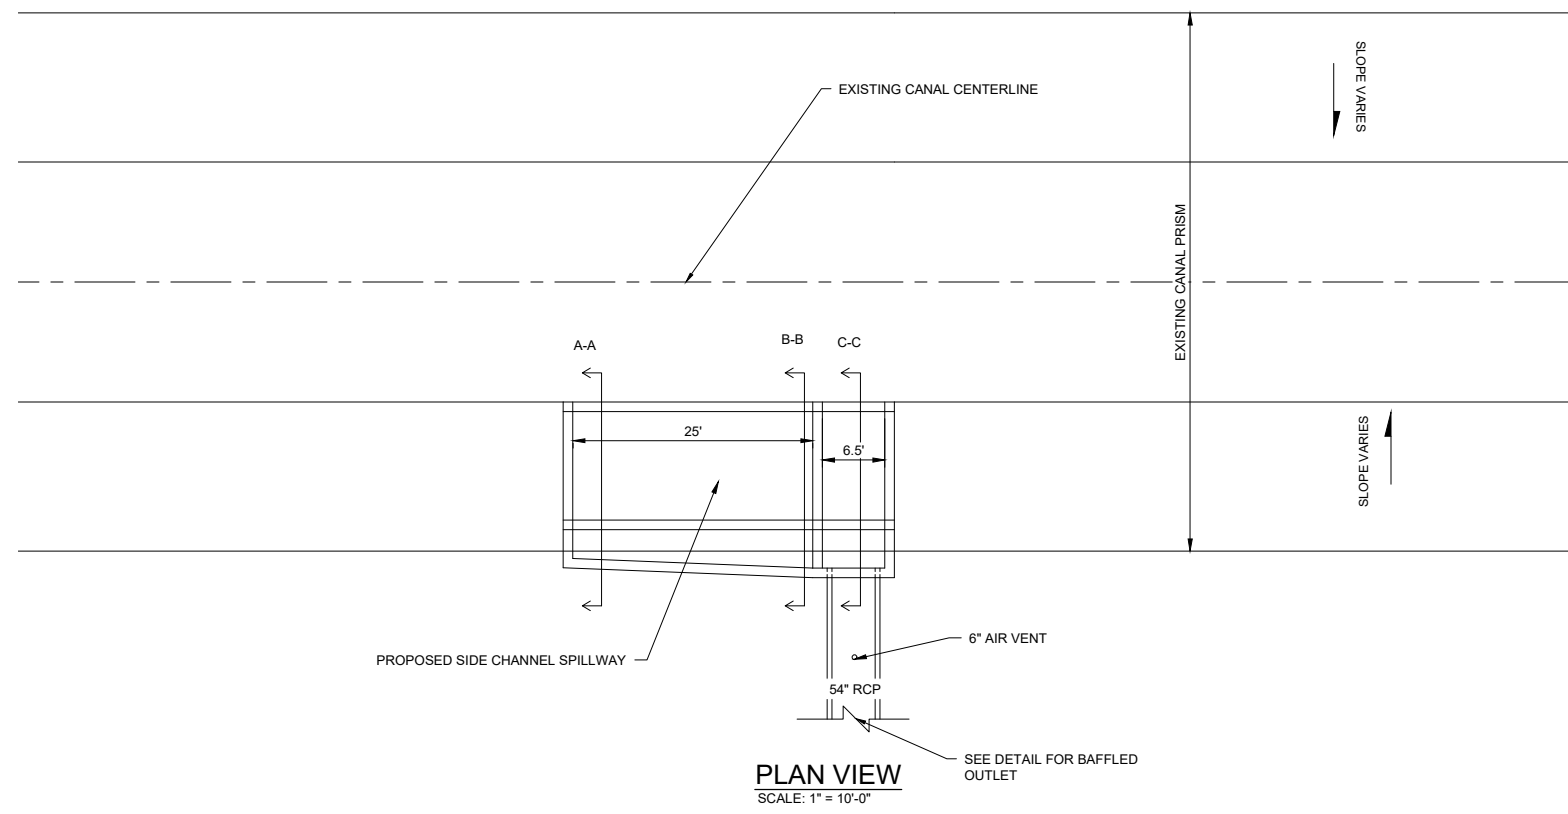 EXISTING CANAL CENTERLINE
SLOPE VARIES
EXISTING CANAL PRISM
A-A
B-B
C-C
25'
6.5'
SLOPE VARIES
PROPOSED SIDE CHANNEL SPILLWAY
6" AIR VENT
54" RCP
SEE DETAIL FOR BAFFLED
OUTLET
PLAN VIEW
SCALE: 1" = 10'-0"